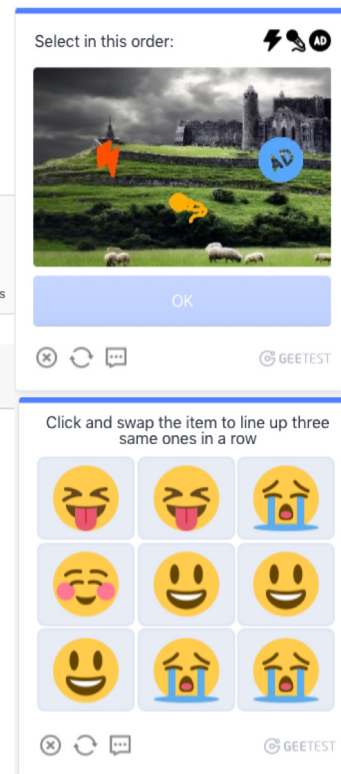 Select in this order:
AD
AD
OK
GEETEST
s
Click and swap the item to line up three
same ones in a row
GEETEST